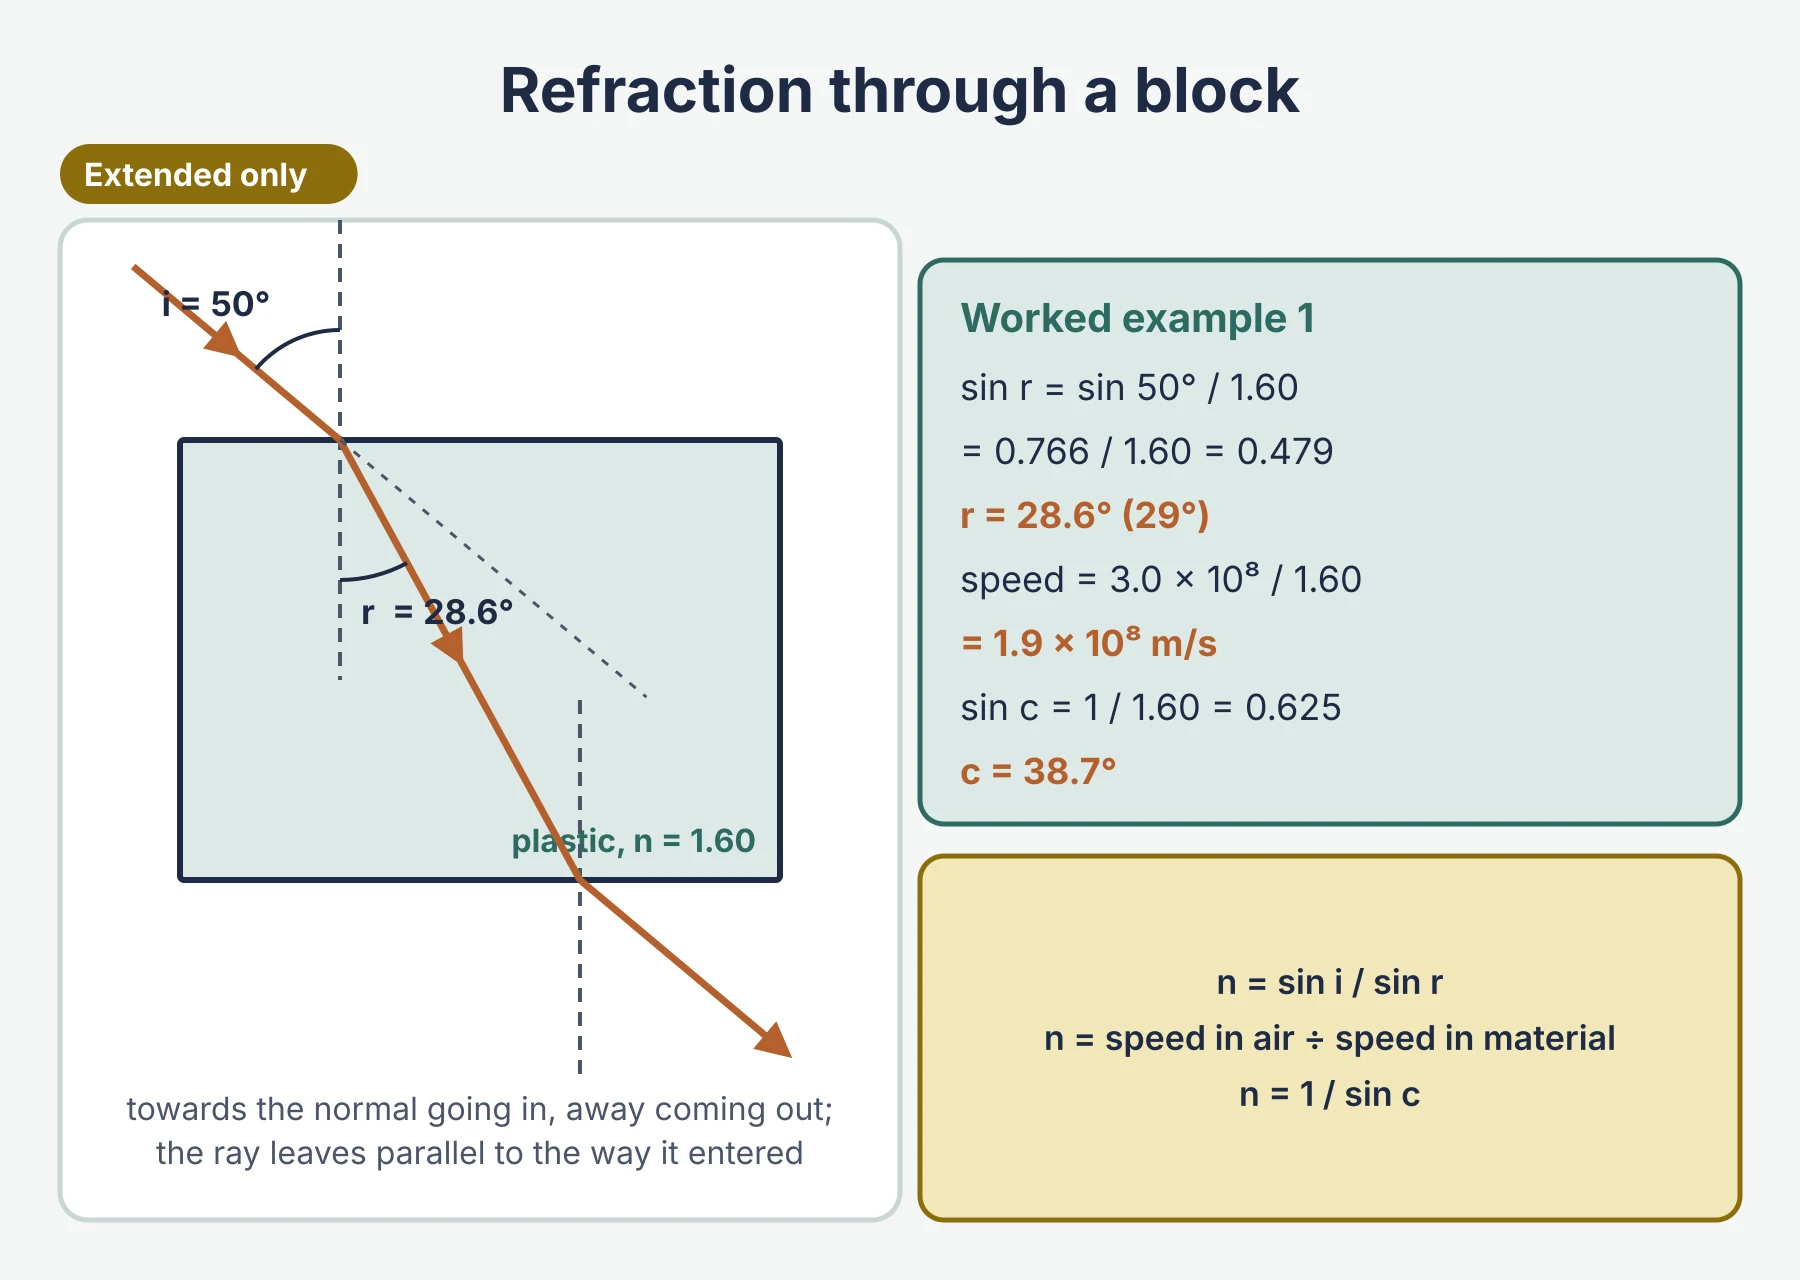 Refraction through a block
Extended only
i = 50°
r = 28.6°
plastic, n = 1.60
towards the normal going in, away coming out;
the ray leaves parallel to the way it entered
Worked example 1
sin r = sin 50° / 1.60
= 0.766 / 1.60 = 0.479
r = 28.6° (29°)
speed = 3.0 × 10⁸ / 1.60
= 1.9 × 10⁸ m/s
sin c = 1 / 1.60 = 0.625
c = 38.7°
n = sin i / sin r
n = speed in air ÷ speed in material
n = 1 / sin c